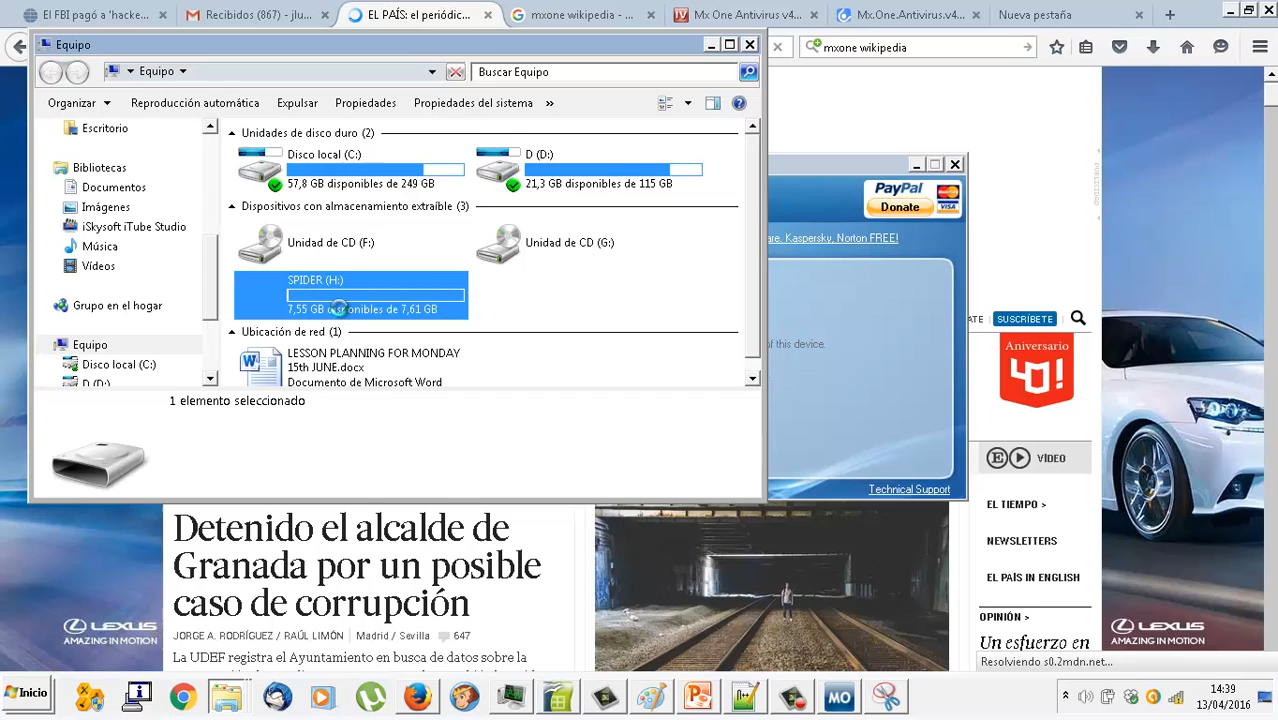 El FBI pagó a 'hacke...
Recibidos (867) - jlu...
EL PAÍS: el periódic...
mxone wikipedia - ...
Mx One Antivirus v4...
Mx.One.Antivirus.v4...
Nueva pestaña
Equipo
mxone wikipedia
Equipo
Buscar Equipo
Organizar
Reproducción automática
Expulsar
Propiedades
Propiedades del sistema
»
Escritorio
Bibliotecas
Documentos
Imágenes
iSkysoft iTube Studio
Música
Vídeos
Grupo en el hogar
Equipo
Disco local (C:)
D (D:)
Unidades de disco duro (2)
Disco local (C:)
57,8 GB disponibles de 249 GB
D (D:)
21,3 GB disponibles de 115 GB
positivos con almacenamiento extraíble (3)
Unidad de CD (F:)
Unidad de CD (G:)
SPIDER (H:)
7,55 GB disponibles de 7,61 GB
Ubicación de red (1)
LESSON PLANNING FOR MONDAY
15th JUNE.docx
Documento de Microsoft Word
1 elemento seleccionado
PayPal
Donate
VISA
are, Kaspersky, Norton FREE!
of this device.
Technical Support
publicidad
ATE
SUSCRÍBETE
Aniversario
40!
VÍDEO
EL TIEMPO >
NEWSLETTERS
EL PAÍS IN ENGLISH
OPINIÓN >
Un esfuerzo en
Detenido el alcalde de
Granada por un posible
caso de corrupción
JORGE A. RODRÍGUEZ / RAÚL LIMÓN
Madrid / Sevilla
647
La UDEF registra el Ayuntamiento en busca de datos sobre la
LEXUS
AMAZING IN MOTION
LEXUS
AMAZING IN MOTION
Resolviendo s0.2mdn.net...
Inicio
MO
14:39
13/04/2016